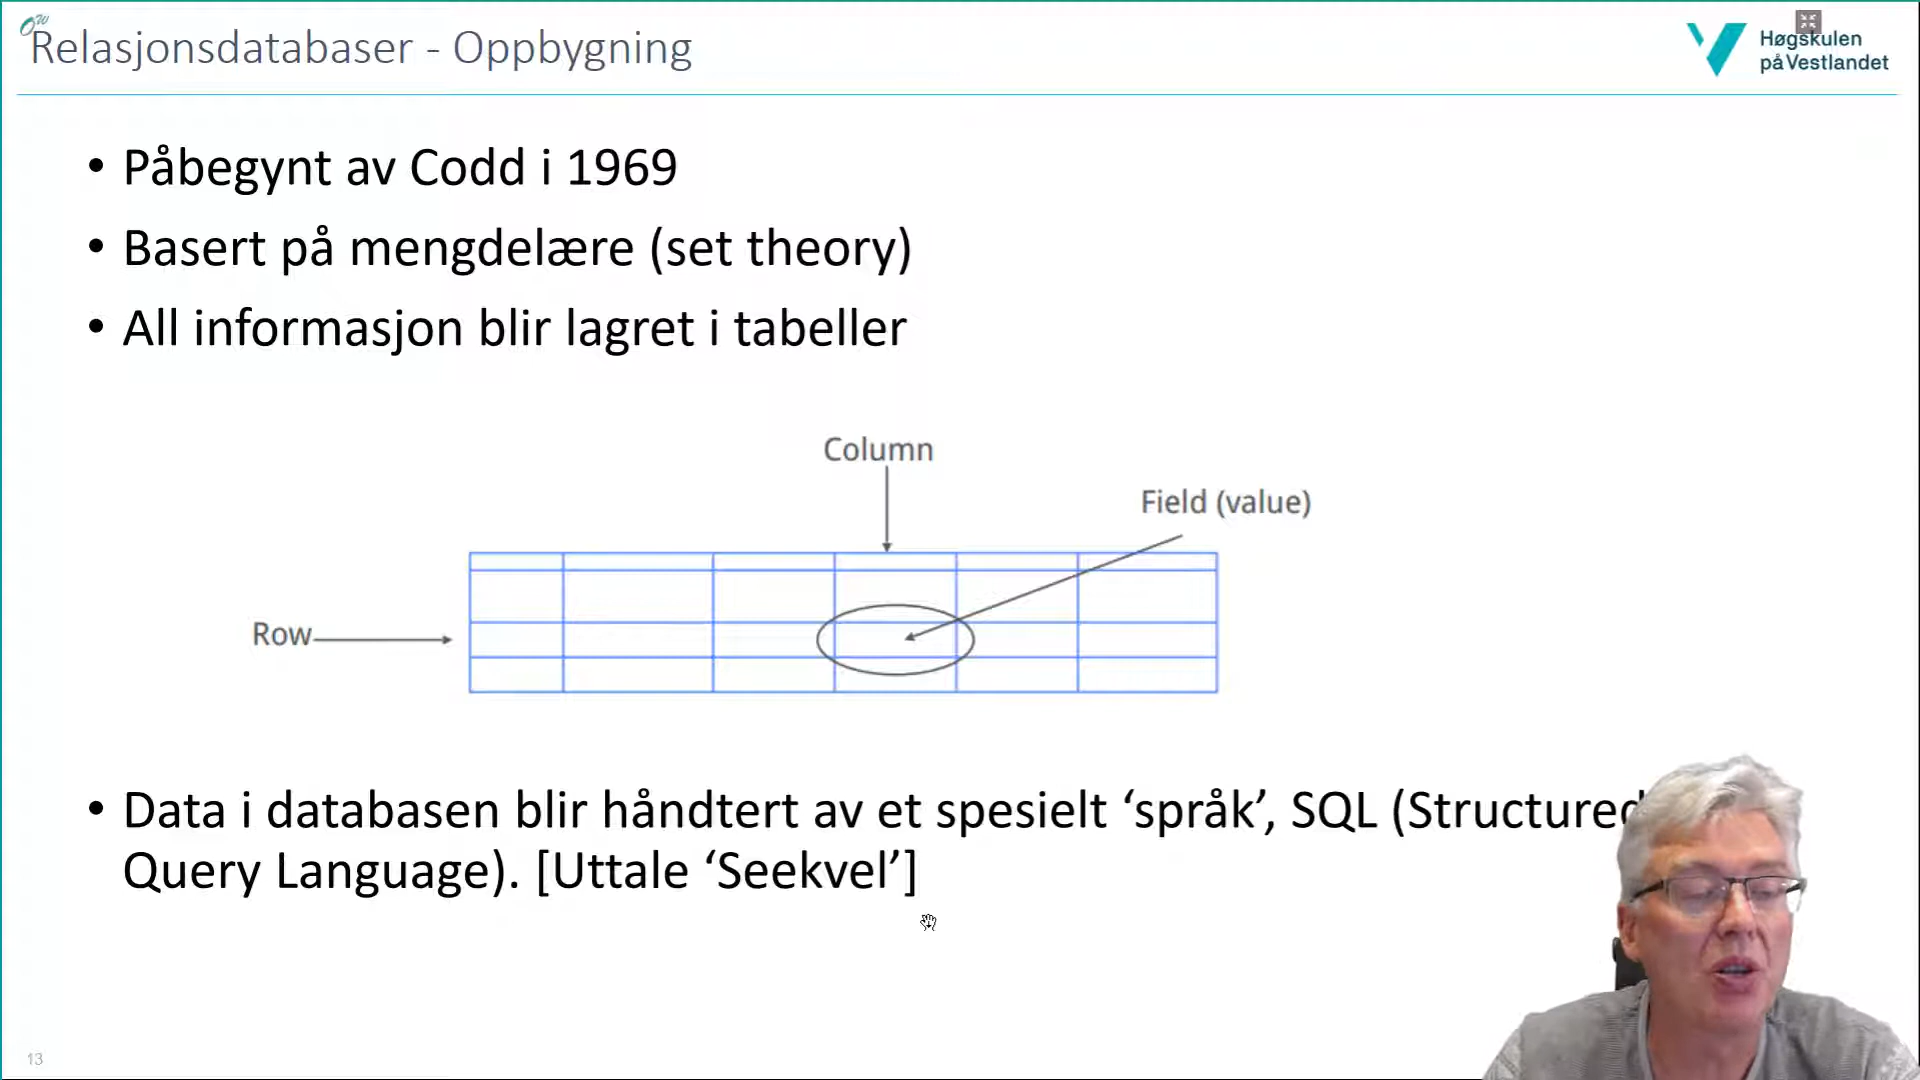 Relasjonsdatabaser - Oppbygning
Høgskulen
på Vestlandet
• Påbegynt av Codd i 1969
• Basert på mengdelære (set theory)
• All informasjon blir lagret i tabeller
Column
Field (value)
Row
• Data i databasen blir håndtert av et spesielt ‘språk’, SQL (Structured
Query Language). [Uttale ‘Seekvel’]
13